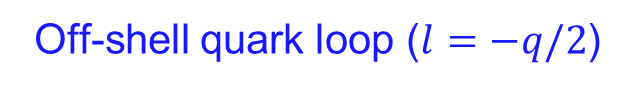 Off-shell quark loop (𝑙 = −𝑞/2)